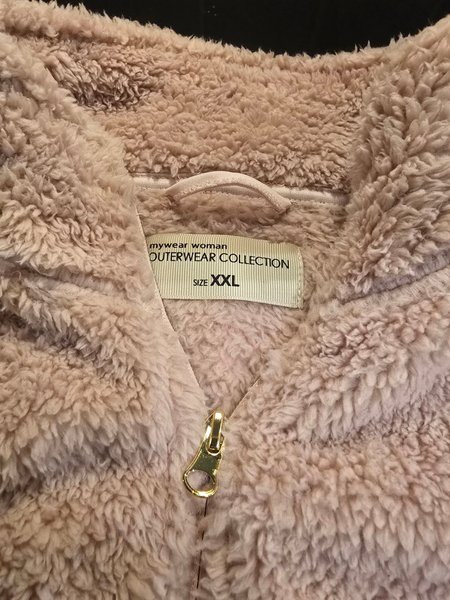 mywear woman
OUTERWEAR COLLECTION
SIZE XXL